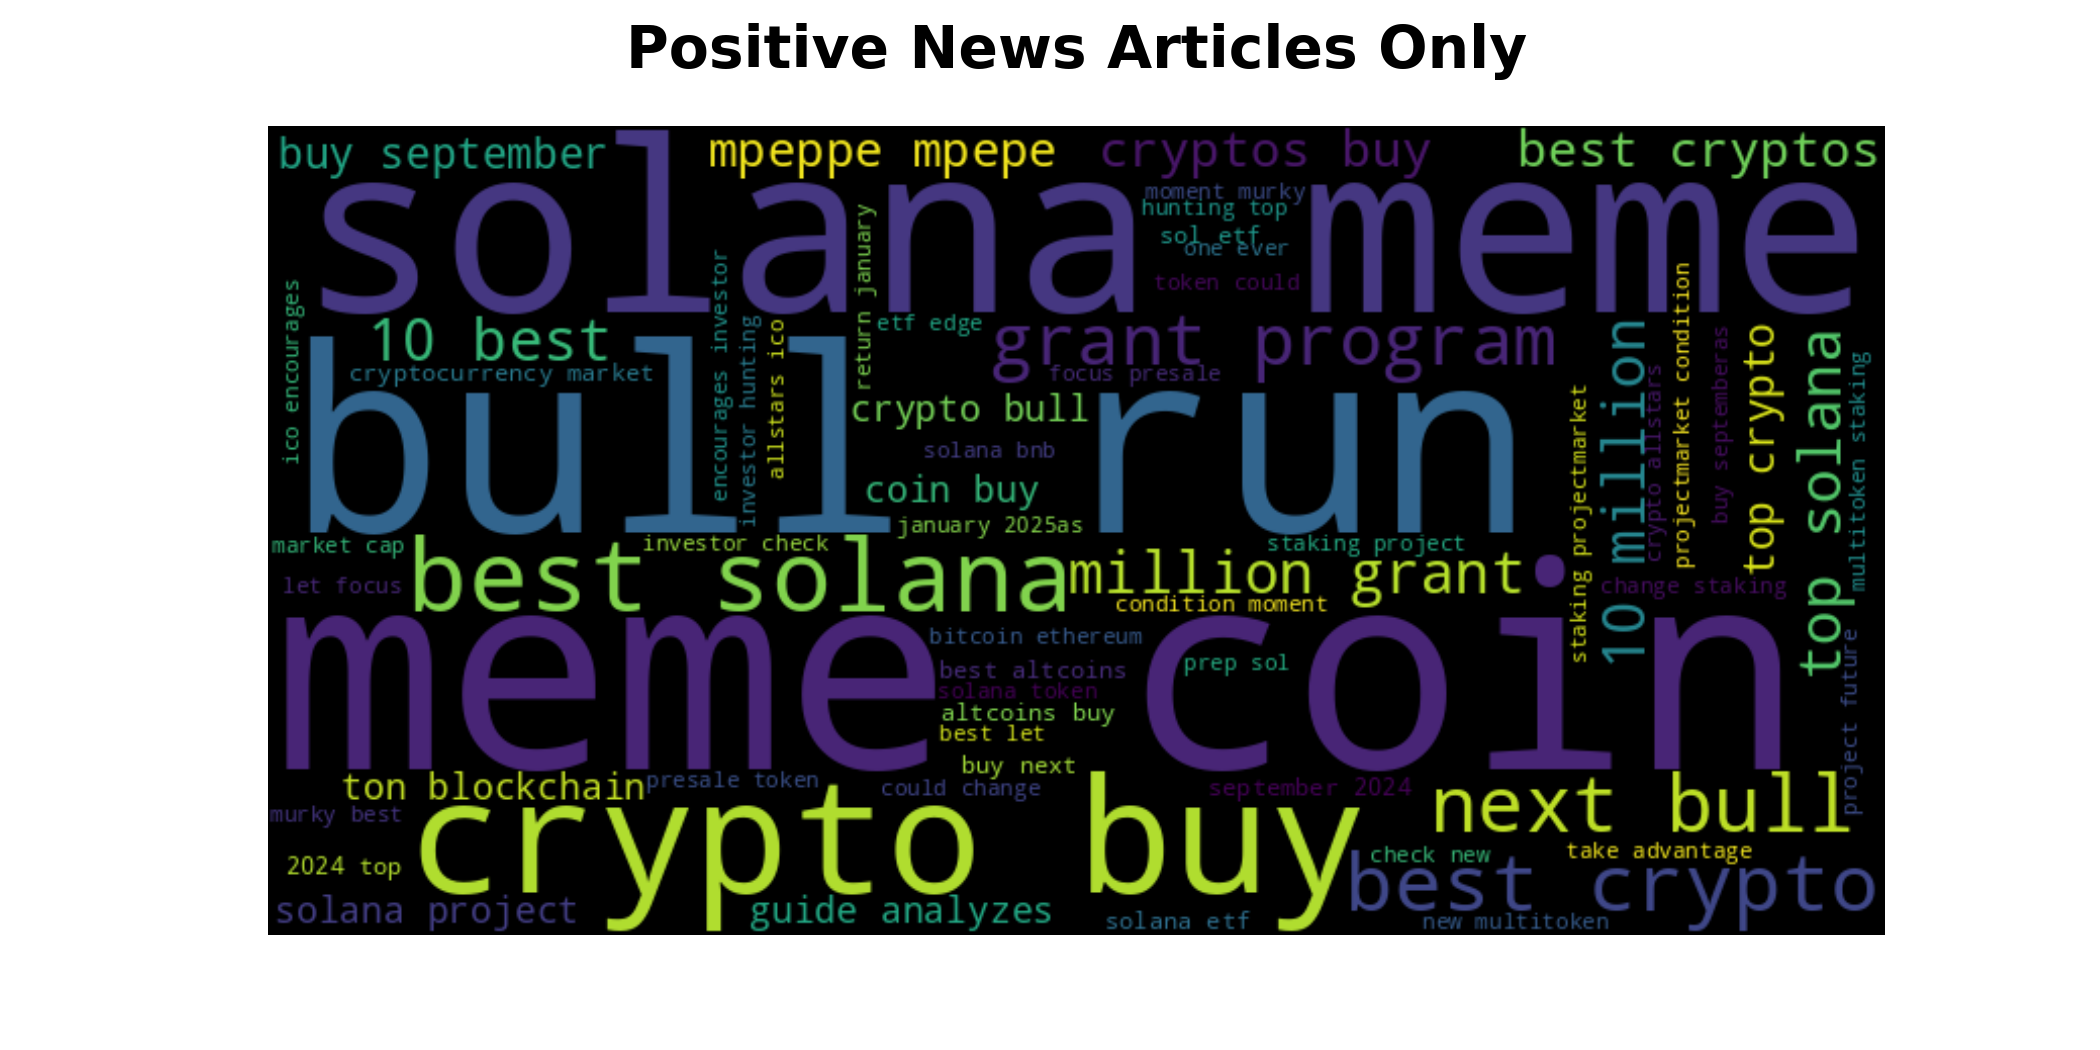 Positive News Articles Only
buy september
mpeppe mpepe
cryptos buy
best cryptos
solana meme
moment murky
hunting top
sol etf
one ever
token could
ico encourages
10 best
cryptocurrency market
encourages investor
investor hunting
allstars ico
return january
etf edge
grant program
focus presale
bull run
crypto bull
solana bnb
coin buy
january 2025as
staking projectmarket
10 million
crypto allstars
projectmarket condition
buy septemberas
top crypto
top solana
multitoken staking
market cap
investor check
staking project
let focus
best solana
million grant
condition moment
change staking
meme coin
bitcoin ethereum
best altcoins
prep sol
solana token
altcoins buy
best let
buy next
project future
ton blockchain
presale token
could change
september 2024
next bull
murky best
crypto buy
2024 top
check new
take advantage
best crypto
solana project
guide analyzes
solana etf
new multitoken